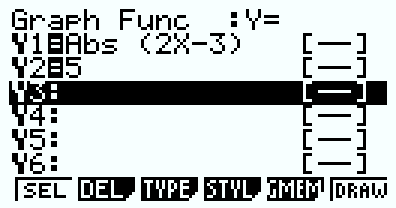 Graph Func :Y=
Y1=Abs (2X-3) [—]
Y2=5 [—]
Y3: [—]
Y4: [—]
Y5: [—]
Y6: [—]
SEL DEL TYPE STYL GMEM DRAW